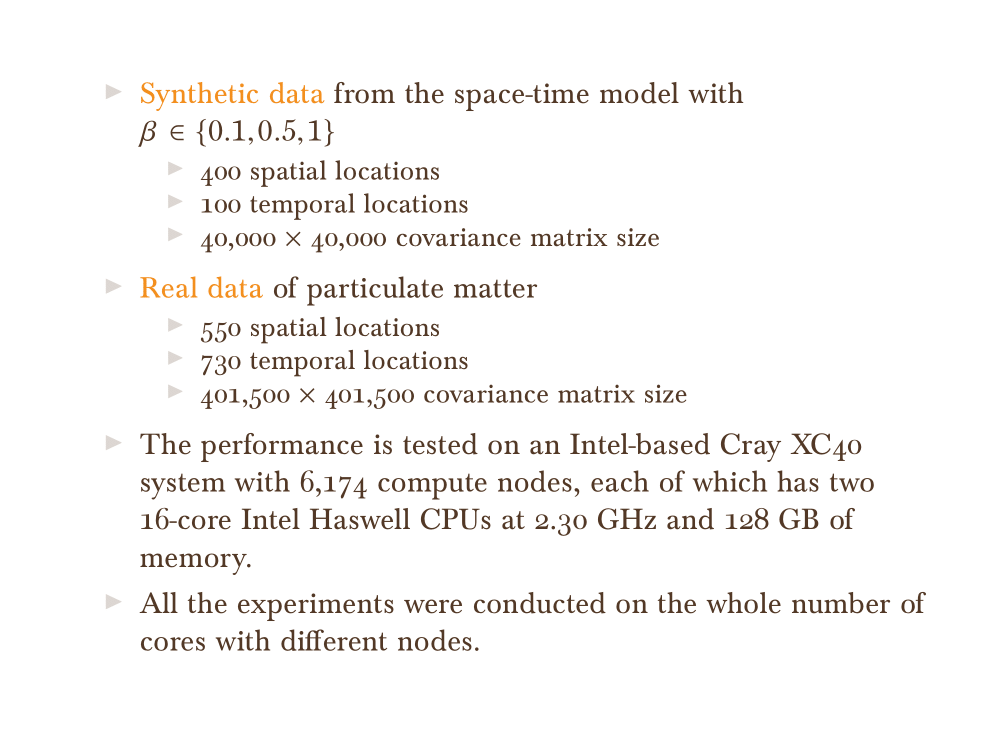 ▶ Synthetic data from the space-time model with
β ∈ {0.1, 0.5, 1}
▶ 400 spatial locations
▶ 100 temporal locations
▶ 40,000 × 40,000 covariance matrix size
▶ Real data of particulate matter
▶ 550 spatial locations
▶ 730 temporal locations
▶ 401,500 × 401,500 covariance matrix size
▶ The performance is tested on an Intel-based Cray XC40
system with 6,174 compute nodes, each of which has two
16-core Intel Haswell CPUs at 2.30 GHz and 128 GB of
memory.
▶ All the experiments were conducted on the whole number of
cores with different nodes.